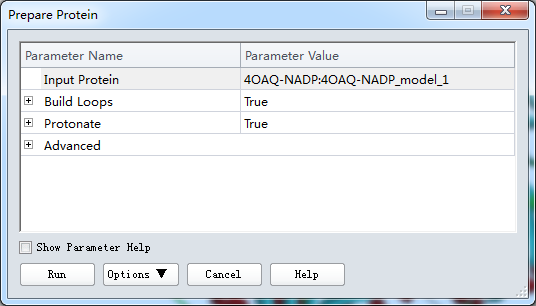 Prepare Protein
Parameter Name Parameter Value
Input Protein 4OAQ-NADP:4OAQ-NADP_model_1
Build Loops True
Protonate True
Advanced
Show Parameter Help
Run Options ▼ Cancel Help